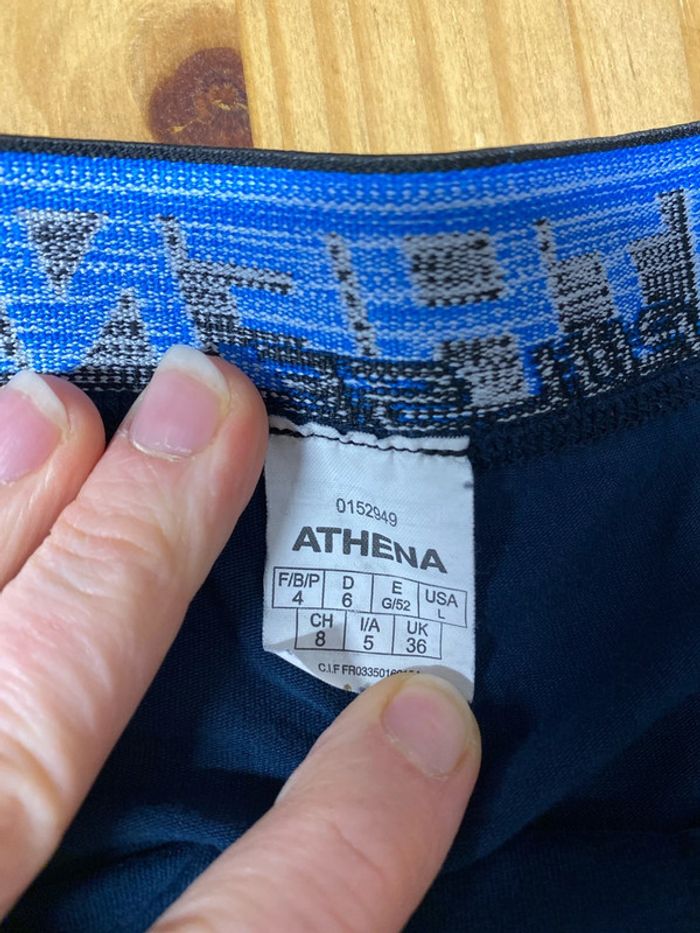 0152949
ATHENA
F/B/P D E USA
4 6 G/52 L
CH I/A UK
8 5 36